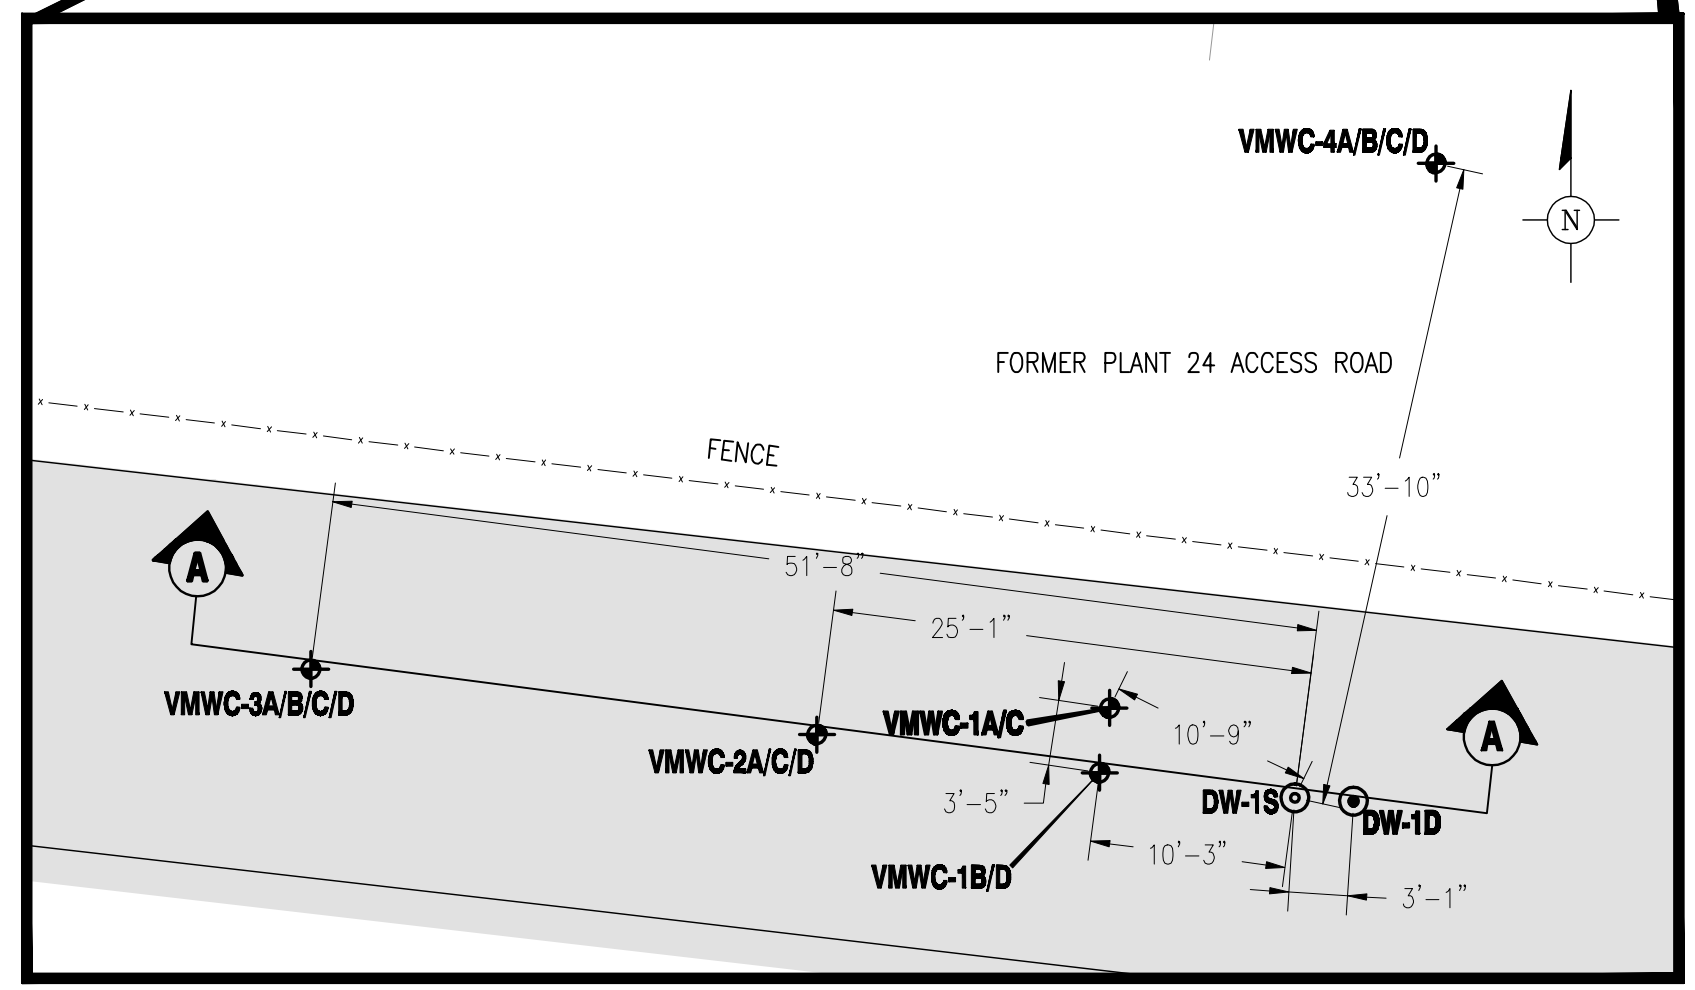 VMWC-4A/B/C/D
N
FORMER PLANT 24 ACCESS ROAD
FENCE
33'-10"
A
51'-8"
25'-1"
VMWC-3A/B/C/D
VMWC-1A/C
10'-9"
A
VMWC-2A/C/D
3'-5"
DW-1S
DW-1D
10'-3"
VMWC-1B/D
3'-1"